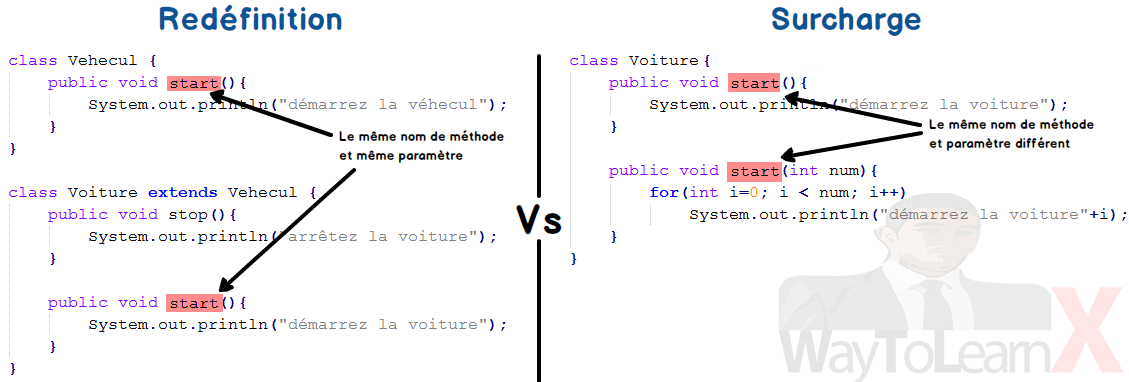 Redéfinition
class Vehecul {
public void start(){
System.out.println("démarrez la véhecul");
}
}
Le même nom de méthode
et même paramètre
class Voiture extends Vehecul {
public void stop(){
System.out.println("arrêtez la voiture");
}
public void start(){
System.out.println("démarrez la voiture");
}
}
Vs
Surcharge
class Voiture{
public void start(){
System.out.println("démarrez la voiture");
}
Le même nom de méthode
et paramètre différent
public void start(int num){
for(int i=0; i < num; i++)
System.out.println("démarrez la voiture"+i);
}
}
WayToLearnX